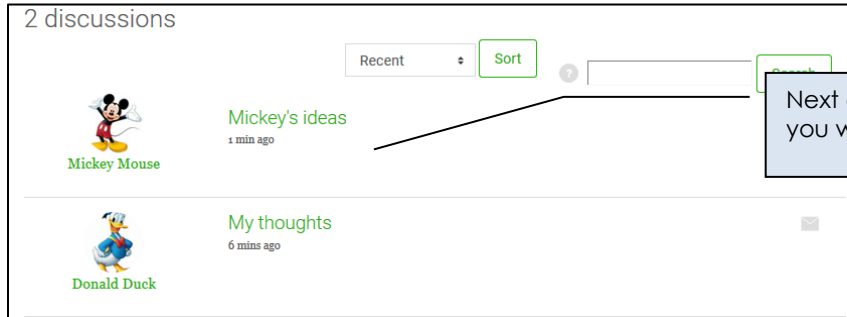 2 discussions
Recent
Sort
?
Mickey's ideas
1 min ago
Next
you
Mickey Mouse
My thoughts
6 mins ago
Donald Duck